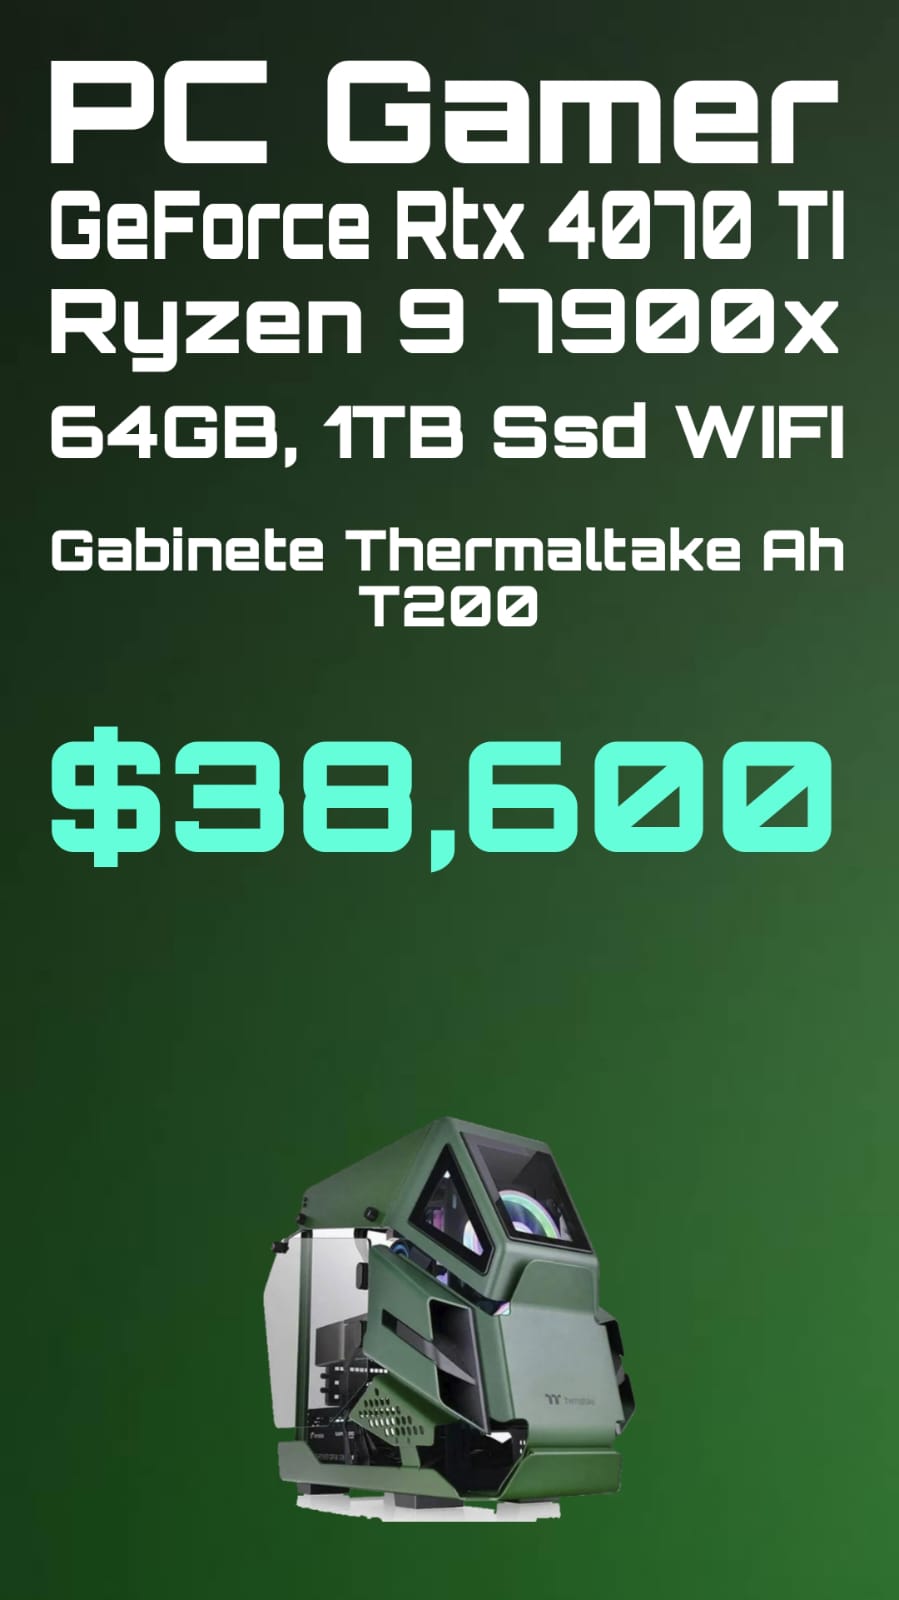 PC Gamer
GeForce Rtx 4070 TI
Ryzen 9 7900x
64GB, 1TB Ssd WIFI
Gabinete Thermaltake Ah
T200
$38,600
Thermaltake